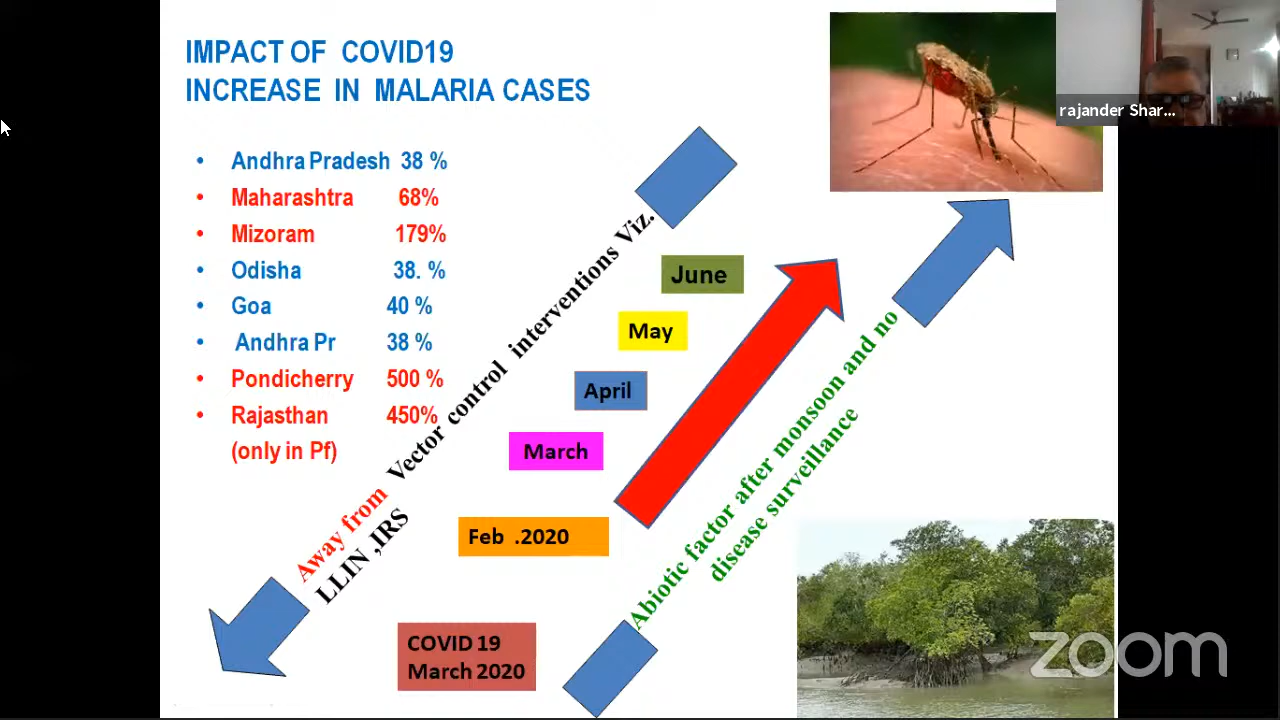 IMPACT OF COVID19
INCREASE IN MALARIA CASES
rajander Shar...
• Andhra Pradesh 38 %
• Maharashtra 68%
• Mizoram 179%
• Odisha 38. %
• Goa 40 %
• Andhra Pr 38 %
• Pondicherry 500 %
• Rajasthan 450%
(only in Pf)
Away from Vector control interventions Viz.
LLIN ,IRS
June
May
April
March
Feb .2020
COVID 19
March 2020
Abiotic factor after monsoon and no
disease surveillance
zoom